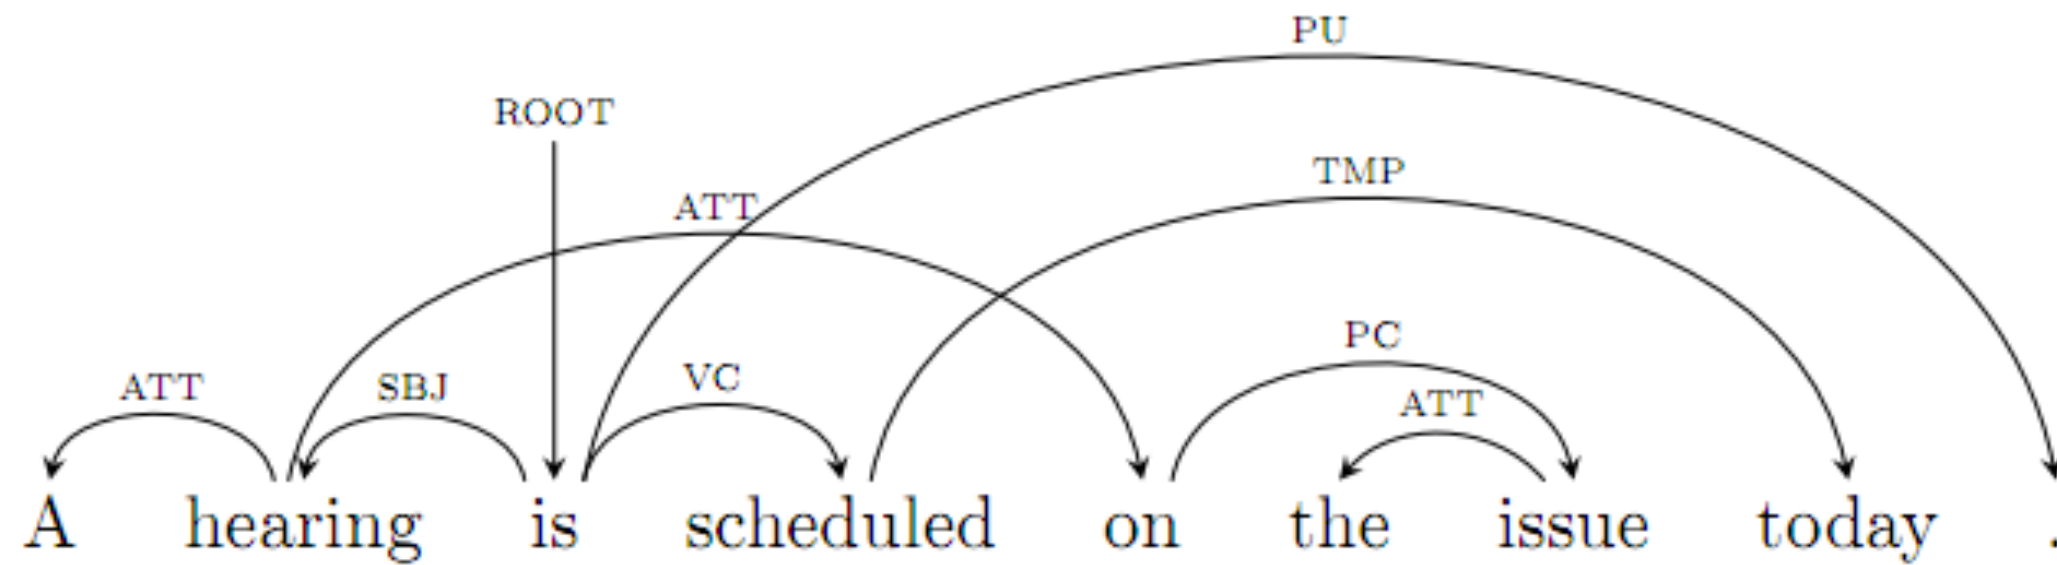 PU
ROOT
TMP
ATT
PC
ATT SBJ VC ATT
A hearing is scheduled on the issue today .